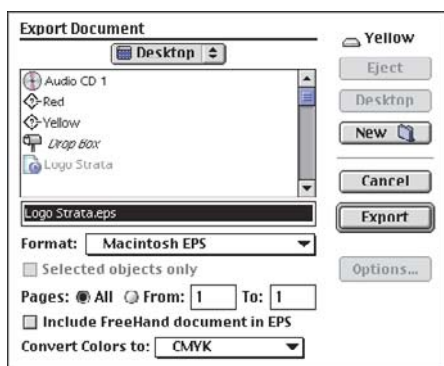 Export Document
Desktop
Yellow
Audio CD 1
Red
Yellow
Drop Box
Logo Strata
Eject
Desktop
New
Cancel
Logo Strata.eps
Export
Format: Macintosh EPS
Selected objects only
Options...
Pages: All From: 1 To: 1
Include FreeHand document in EPS
Convert Colors to: CMYK